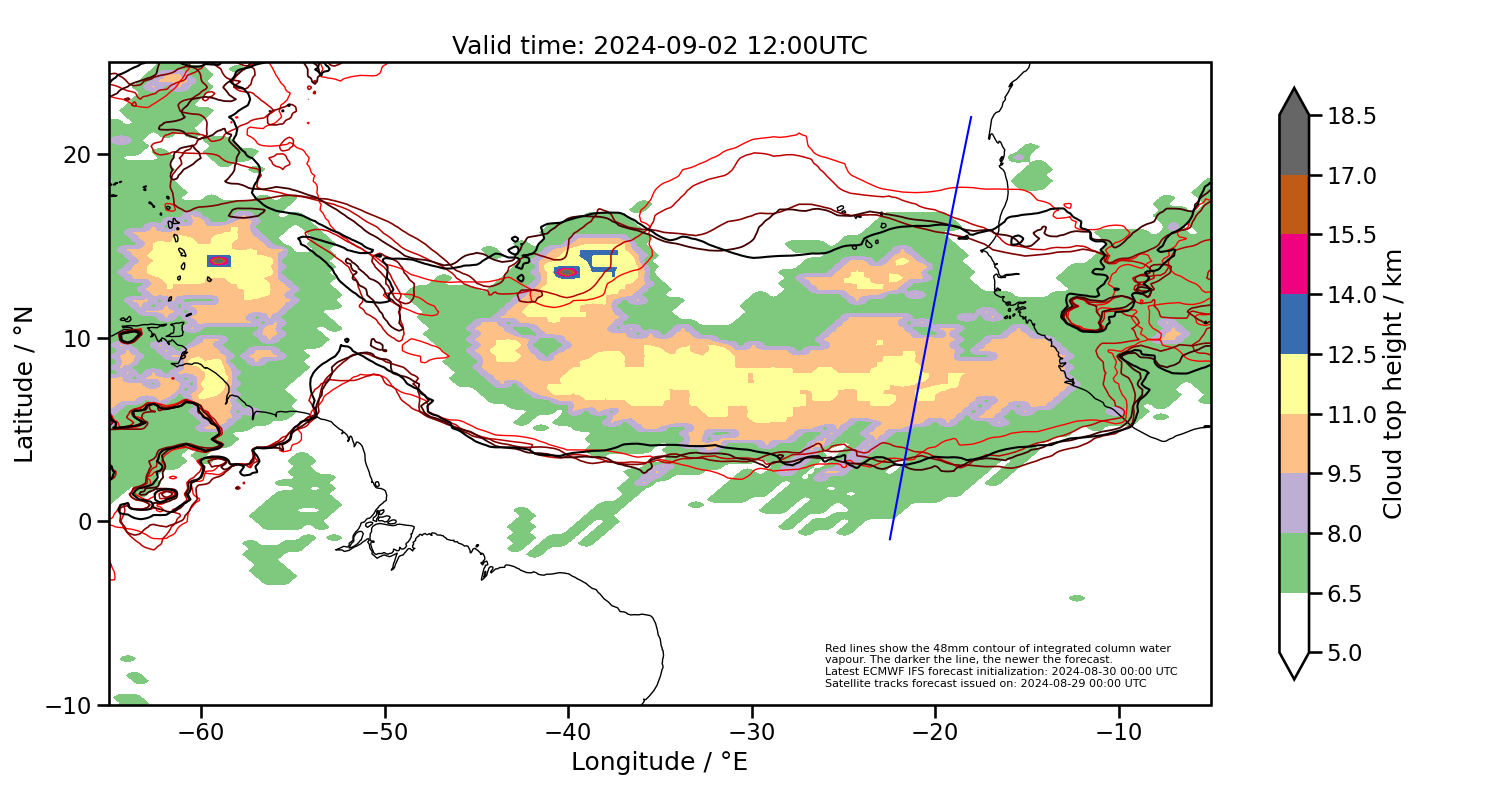 Valid time: 2024-09-02 12:00UTC
20
10
0
−10
Latitude / °N
−60
−50
−40
−30
−20
−10
Longitude / °E
Red lines show the 48mm contour of integrated column water
vapour. The darker the line, the newer the forecast.
Latest ECMWF IFS forecast initialization: 2024-08-30 00:00 UTC
Satellite tracks forecast issued on: 2024-08-29 00:00 UTC
18.5
17.0
15.5
14.0
12.5
11.0
9.5
8.0
6.5
5.0
Cloud top height / km